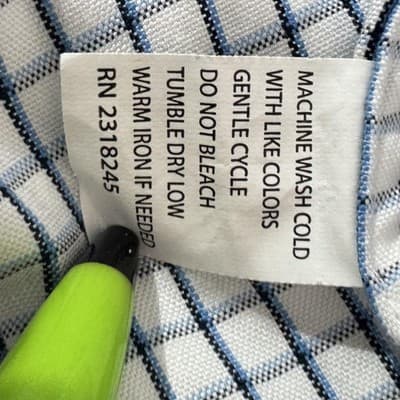 MACHINE WASH COLD
WITH LIKE COLORS
GENTLE CYCLE
DO NOT BLEACH
TUMBLE DRY LOW
WARM IRON IF NEEDED
RN 2318245